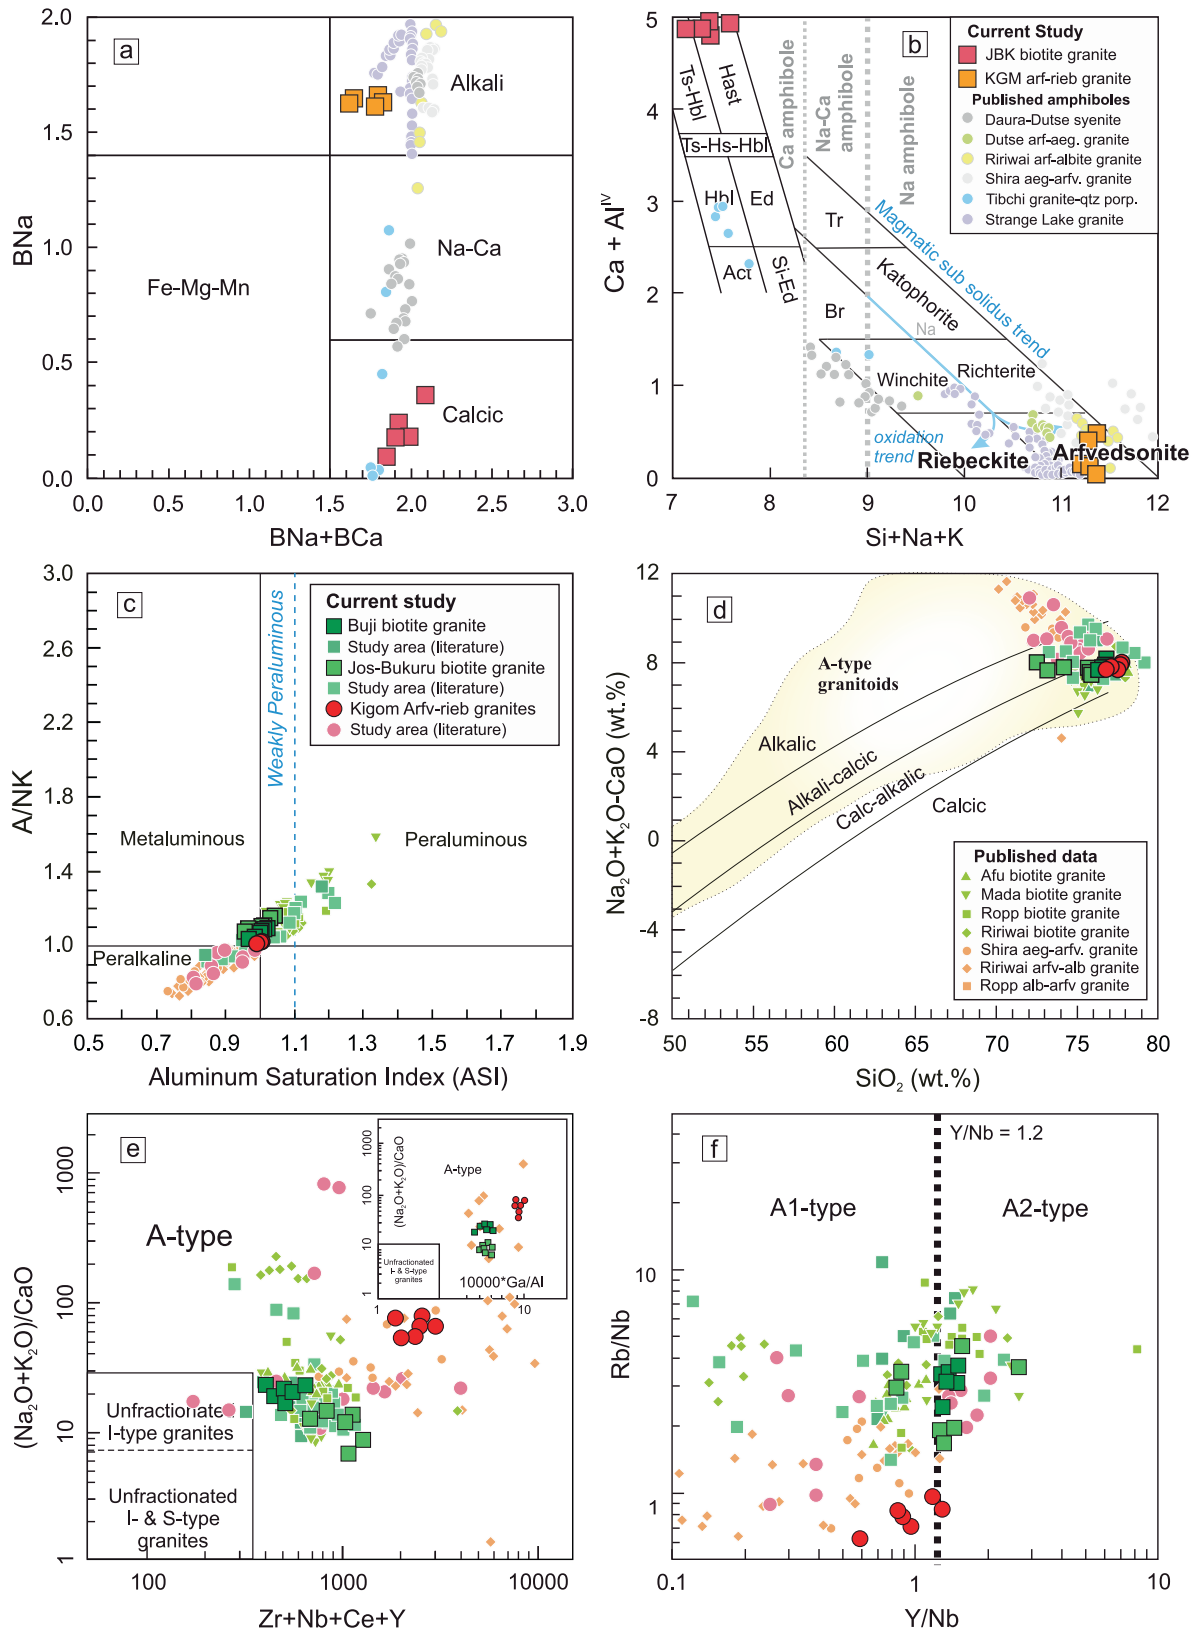 a
2.0
1.5
1.0
0.5
0.0
BNa
Alkali
Na-Ca
Fe-Mg-Mn
Calcic
0.0 0.5 1.0 1.5 2.0 2.5 3.0
BNa+BCa
b
5
4
3
2
1
0
Ca + Al^IV
Current Study
JBK biotite granite
KGM arf-rieb granite
Published amphiboles
Daura-Dutse syenite
Dutse arf-aeg. granite
Ririwai arf-albite granite
Shira aeg-arfv. granite
Tibchi granite-qtz porp.
Strange Lake granite
Ts-Hbl
Hast
Ts-Hs-Hbl
Hbl
Ed
Act
Si-Ed
Ca amphibole
Na-Ca amphibole
Na amphibole
Tr
Br
Katophorite
Na
Winchite
Richterite
Magmatic sub solidus trend
oxidation
trend
Riebeckite
Arfvedsonite
7 8 9 10 11 12
Si+Na+K
c
3.0
2.6
2.2
1.8
1.4
1.0
0.6
A/NK
Weakly Peraluminous
Current study
Buji biotite granite
Study area (literature)
Jos-Bukuru biotite granite
Study area (literature)
Kigom Arfv-rieb granites
Study area (literature)
Metaluminous
Peraluminous
Peralkaline
0.5 0.7 0.9 1.1 1.3 1.5 1.7 1.9
Aluminum Saturation Index (ASI)
d
12
8
4
0
-4
-8
Na2O+K2O-CaO (wt.%)
A-type
granitoids
Alkalic
Alkali-calcic
Calc-alkalic
Calcic
Published data
Afu biotite granite
Mada biotite granite
Ropp biotite granite
Ririwai biotite granite
Shira aeg-arfv. granite
Ririwai arfv-alb granite
Ropp alb-arfv granite
50 55 60 65 70 75 80
SiO2 (wt.%)
e
1000
100
10
1
(Na2O+K2O)/CaO
A-type
Unfractionated
I-type granites
Unfractionated
I- & S-type
granites
1000
100
10
1
(Na2O+K2O)/CaO
A-type
Unfractionated
I- & S-type
granites
10000*Ga/Al
1 10
100 1000 10000
Zr+Nb+Ce+Y
f
10
1
Rb/Nb
Y/Nb = 1.2
A1-type
A2-type
0.1 1 10
Y/Nb